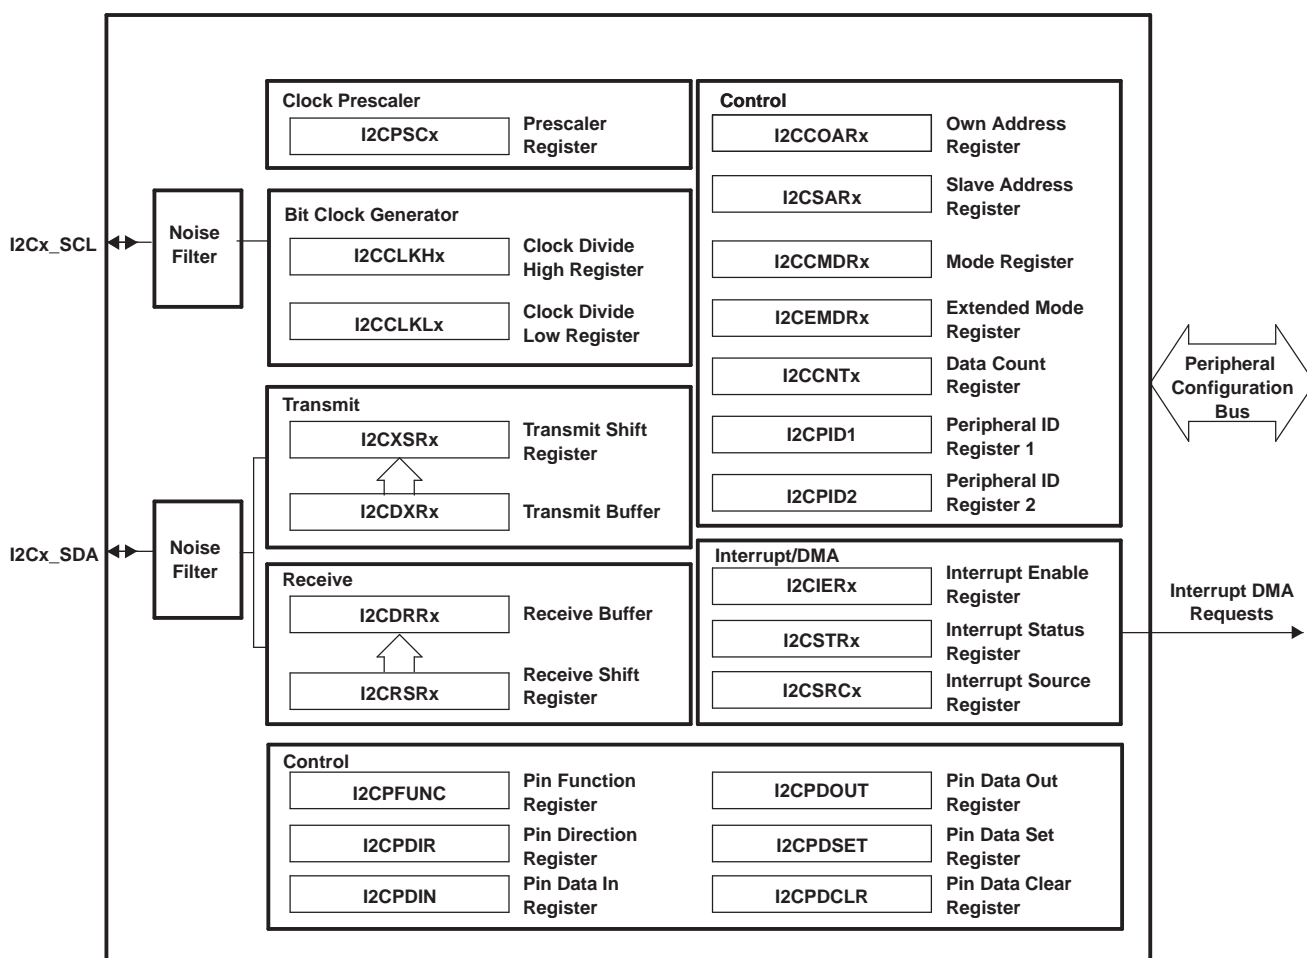 Clock Prescaler
I2CPSCx
Prescaler
Register
I2Cx_SCL
Noise
Filter
Bit Clock Generator
I2CCLKHx
Clock Divide
High Register
I2CCLKLx
Clock Divide
Low Register
Transmit
I2CXSRx
Transmit Shift
Register
I2CDXRx
Transmit Buffer
I2Cx_SDA
Noise
Filter
Receive
I2CDRRx
Receive Buffer
I2CRSRx
Receive Shift
Register
Control
I2CCOARx
Own Address
Register
I2CSARx
Slave Address
Register
I2CCMDRx
Mode Register
I2CEMDRx
Extended Mode
Register
I2CCNTx
Data Count
Register
I2CPID1
Peripheral ID
Register 1
I2CPID2
Peripheral ID
Register 2
Interrupt/DMA
I2CIERx
Interrupt Enable
Register
I2CSTRx
Interrupt Status
Register
I2CSRCx
Interrupt Source
Register
Peripheral
Configuration
Bus
Interrupt DMA
Requests
Control
I2CPFUNC
Pin Function
Register
I2CPDIR
Pin Direction
Register
I2CPDIN
Pin Data In
Register
I2CPDOUT
Pin Data Out
Register
I2CPDSET
Pin Data Set
Register
I2CPDCLR
Pin Data Clear
Register